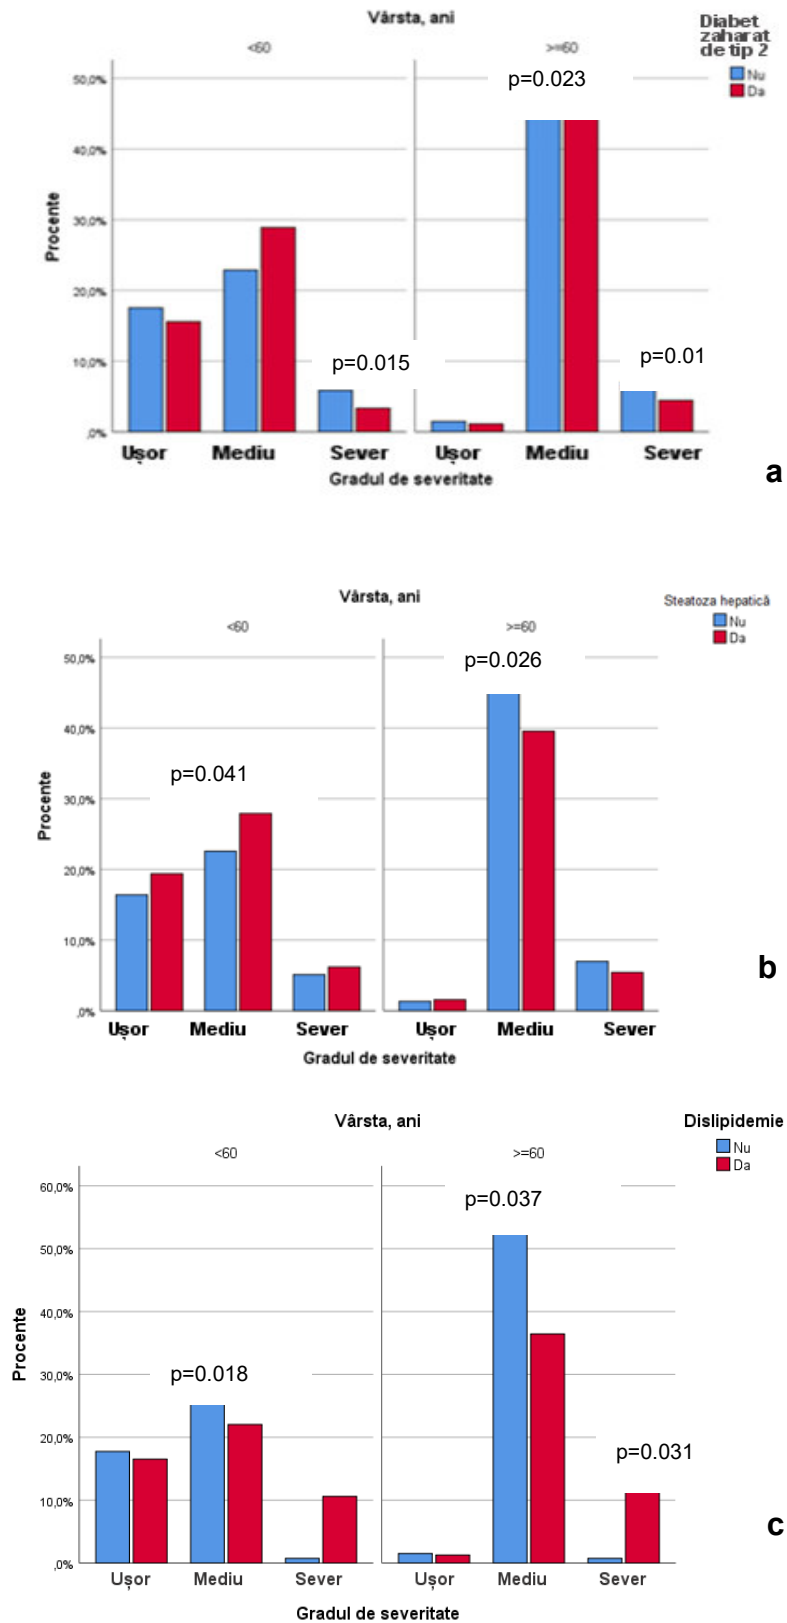 Vârsta, ani
<60
>=60
Diabet
zaharat
de tip 2
Nu
Da
50,0%
40,0%
30,0%
20,0%
10,0%
,0%
Procente
p=0.023
p=0.015
p=0.01
Ușor
Mediu
Sever
Ușor
Mediu
Sever
Gradul de severitate
a
Vârsta, ani
<60
>=60
Steatoza hepatică
Nu
Da
50,0%
40,0%
30,0%
20,0%
10,0%
,0%
Procente
p=0.026
p=0.041
Ușor
Mediu
Sever
Ușor
Mediu
Sever
Gradul de severitate
b
Vârsta, ani
<60
>=60
Dislipidemie
Nu
Da
60,0%
50,0%
40,0%
30,0%
20,0%
10,0%
,0%
Procente
p=0.037
p=0.018
p=0.031
Ușor
Mediu
Sever
Ușor
Mediu
Sever
Gradul de severitate
c